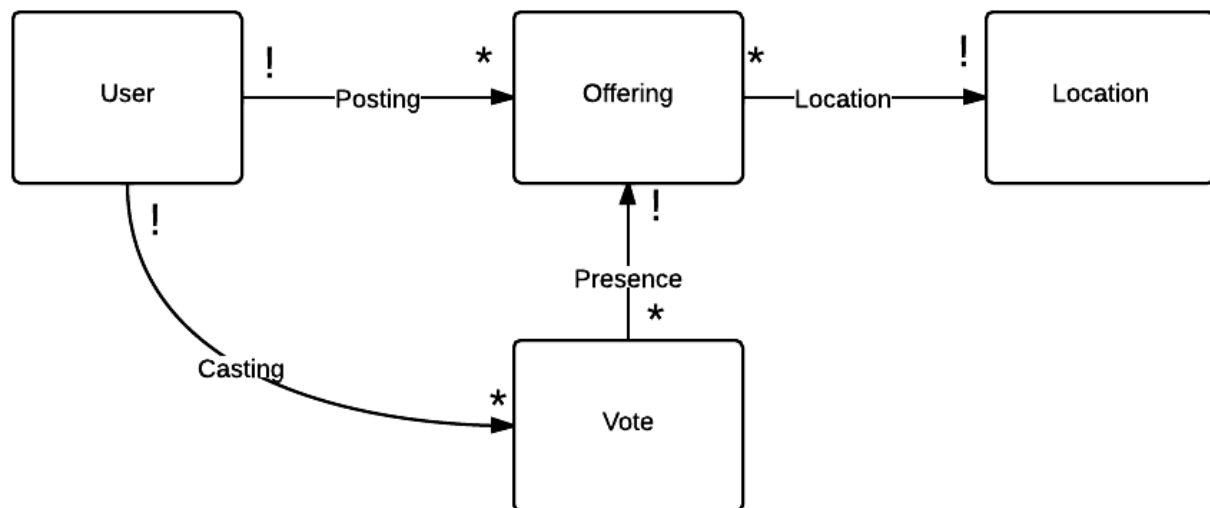 User
!
Posting
*
Offering
*
Location
!
Location
!
!
Presence
*
Casting
*
Vote